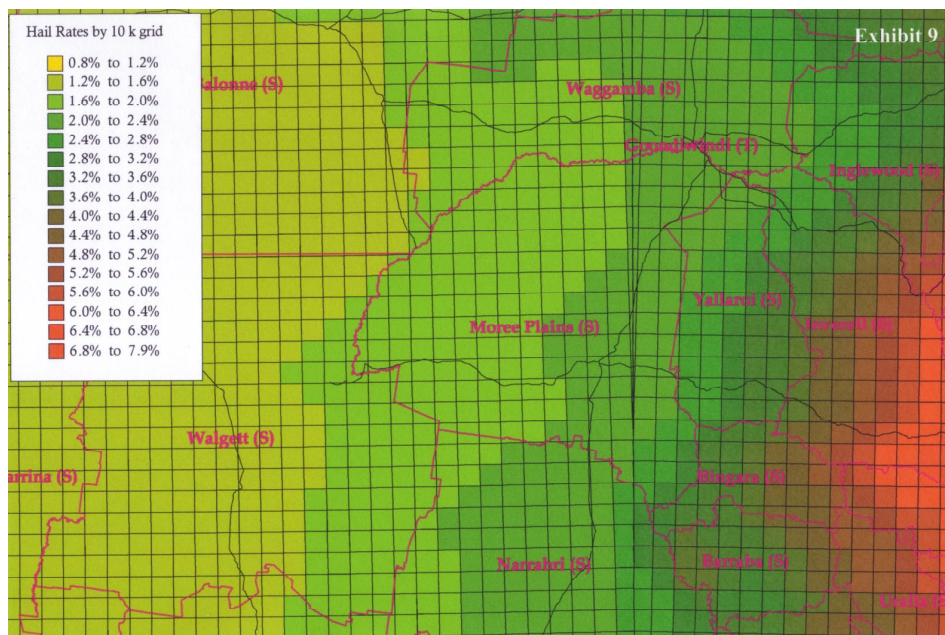 Hail Rates by 10 k grid
0.8% to 1.2%
1.2% to 1.6%
1.6% to 2.0%
2.0% to 2.4%
2.4% to 2.8%
2.8% to 3.2%
3.2% to 3.6%
3.6% to 4.0%
4.0% to 4.4%
4.4% to 4.8%
4.8% to 5.2%
5.2% to 5.6%
5.6% to 6.0%
6.0% to 6.4%
6.4% to 6.8%
6.8% to 7.9%
Exhibit 9
alonne (S)
Waggamba (S)
Goondiwindi (T)
Inglewood (S)
Yallaroi (S)
Inverell (S)
Moree Plains (S)
Walgett (S)
arrina (S)
Bingara (S)
Narrabri (S)
Barraba (S)